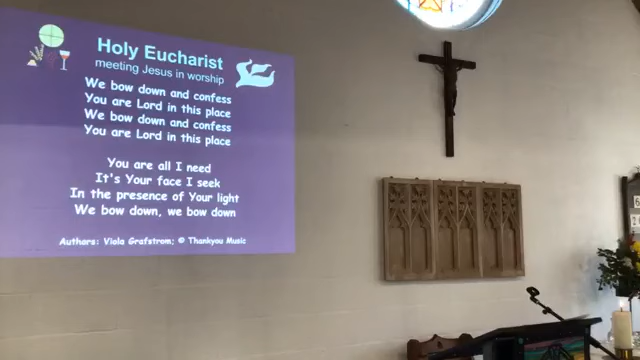 Holy Eucharist
meeting Jesus in worship
We bow down and confess
You are Lord in this place
We bow down and confess
You are Lord in this place
You are all I need
It's Your face I seek
In the presence of Your light
We bow down, we bow down
Authors: Viola Grafstrom; © Thankyou Music